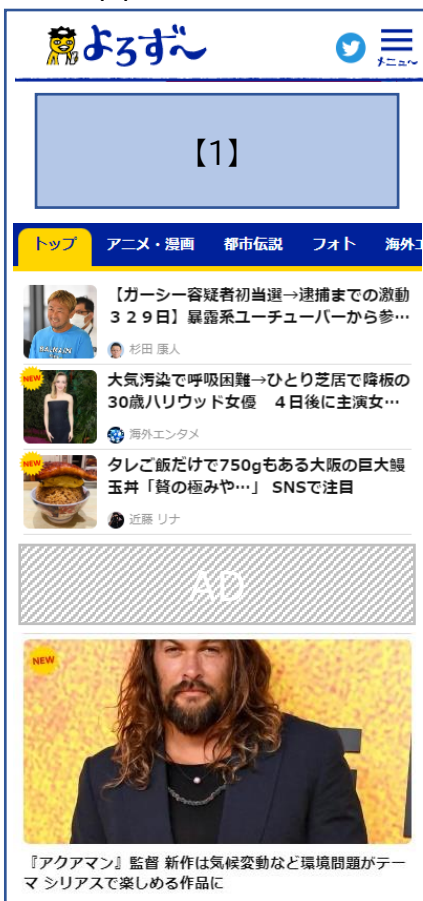 よろず〜
メニュー
【1】
トップ アニメ・漫画 都市伝説 フォト 海外エ
【ガーシー容疑者初当選→逮捕までの激動
３２９日】暴露系ユーチューバーから参…
杉田 康人
NEW
大気汚染で呼吸困難→ひとり芝居で降板の
30歳ハリウッド女優　４日後に主演女…
海外エンタメ
NEW
タレご飯だけで750gもある大阪の巨大鰻
玉丼「贅の極みや…」 SNSで注目
近藤 リナ
AD
NEW
『アクアマン』監督 新作は気候変動など環境問題がテー
マ シリアスで楽しめる作品に